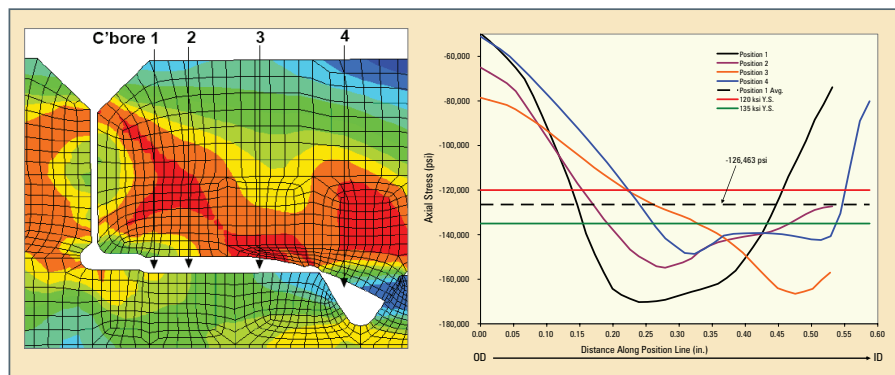 C'bore 1 2 3 4
Axial Stress (psi)
-60,000
-80,000
-100,000
-120,000
-140,000
-160,000
-180,000
Position 1
Position 2
Position 3
Position 4
Position 1 Avg.
120 ksi Y.S.
135 ksi Y.S.
-126,463 psi
0.00 0.05 0.10 0.15 0.20 0.25 0.30 0.35 0.40 0.45 0.50 0.55 0.60
Distance Along Position Line (in.)
OD ID